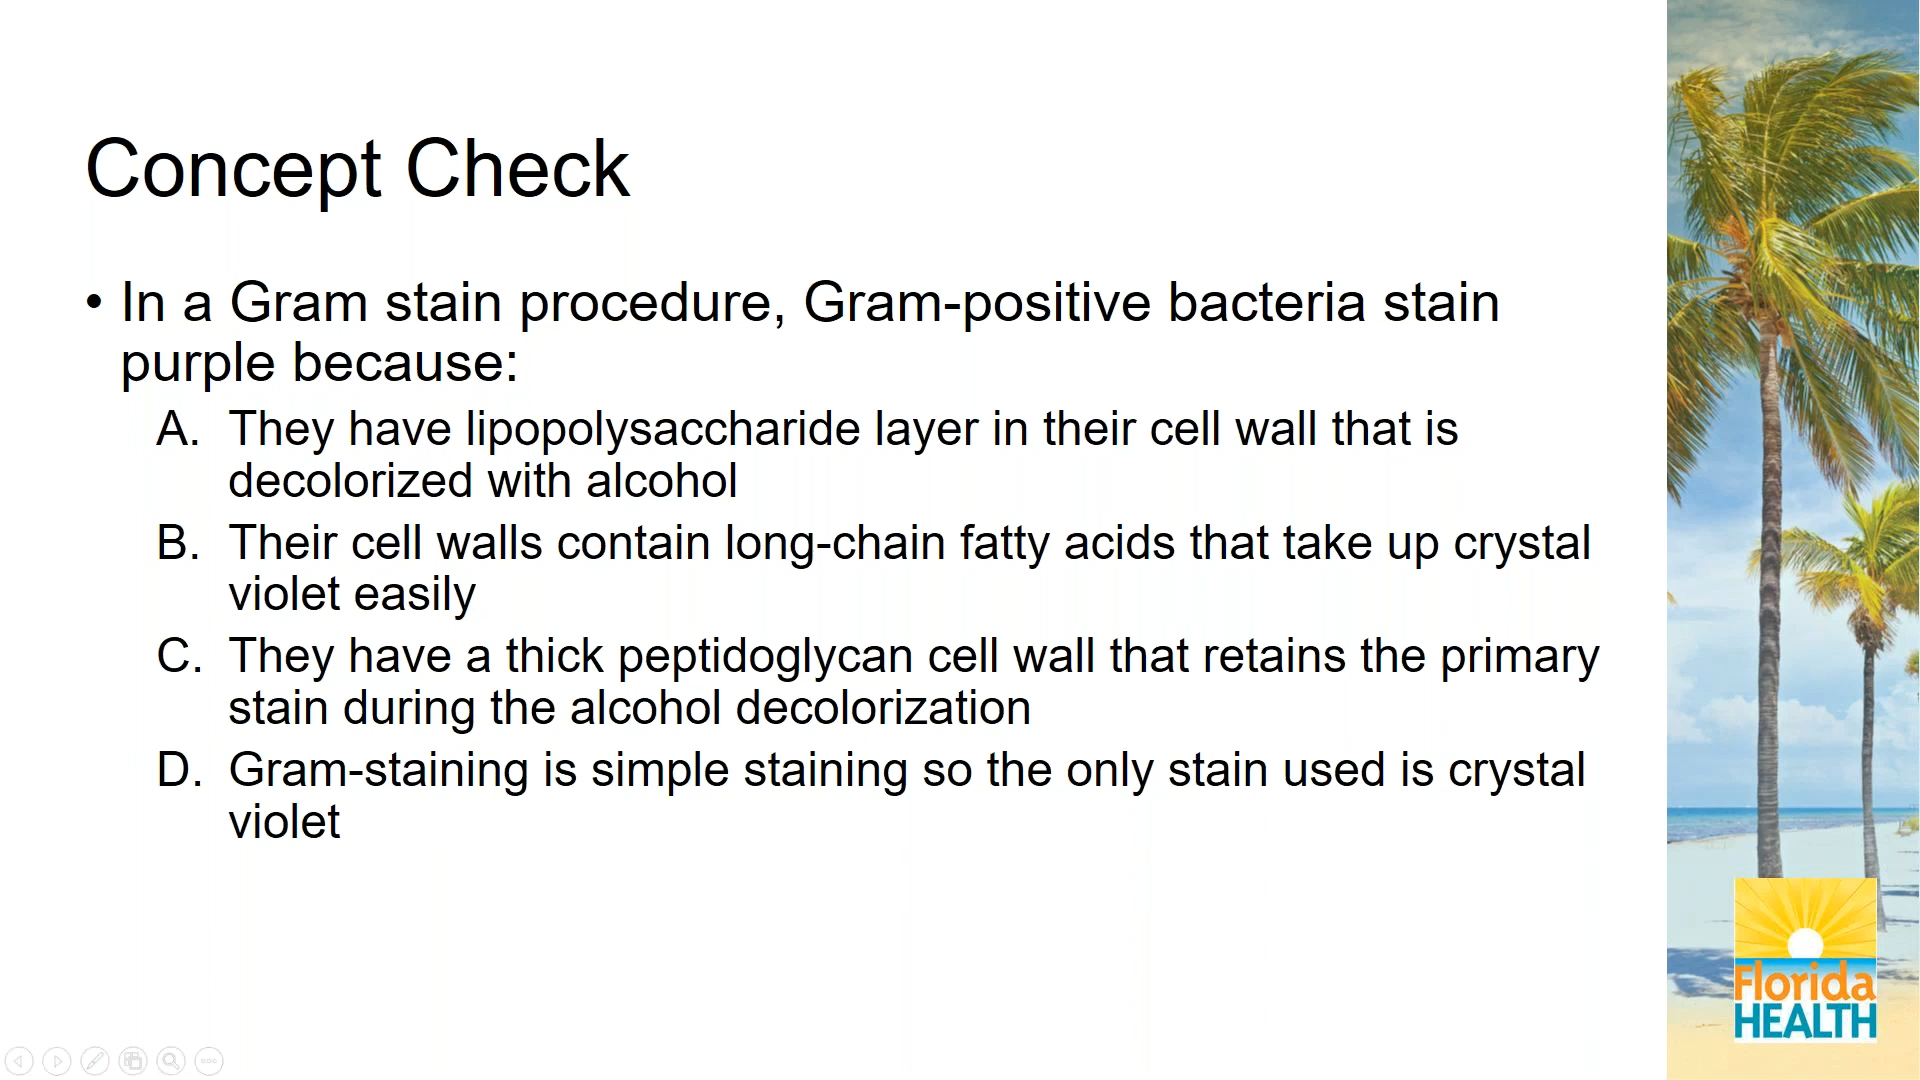 Concept Check
• In a Gram stain procedure, Gram-positive bacteria stain
purple because:
A. They have lipopolysaccharide layer in their cell wall that is
decolorized with alcohol
B. Their cell walls contain long-chain fatty acids that take up crystal
violet easily
C. They have a thick peptidoglycan cell wall that retains the primary
stain during the alcohol decolorization
D. Gram-staining is simple staining so the only stain used is crystal
violet
Florida
HEALTH